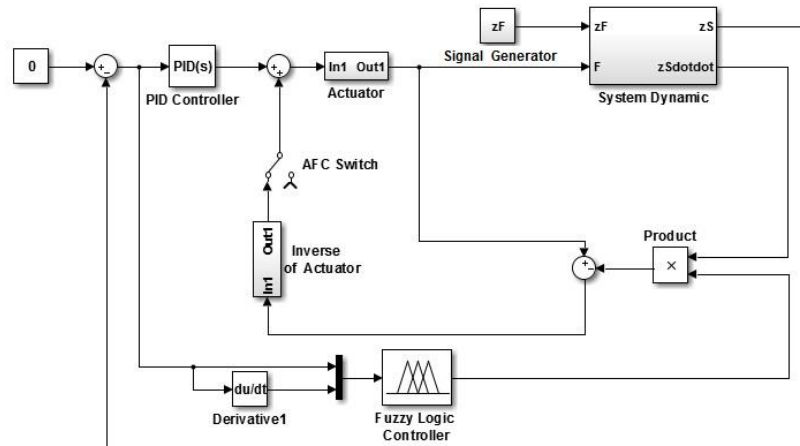 zF
Signal Generator
zF
F
zS
zSdotdot
System Dynamic
0
+
−
PID(s)
PID Controller
+
+
In1 Out1
Actuator
AFC Switch
Out1
In1
Inverse
of Actuator
Product
×
+
−
du/dt
Derivative1
Fuzzy Logic
Controller